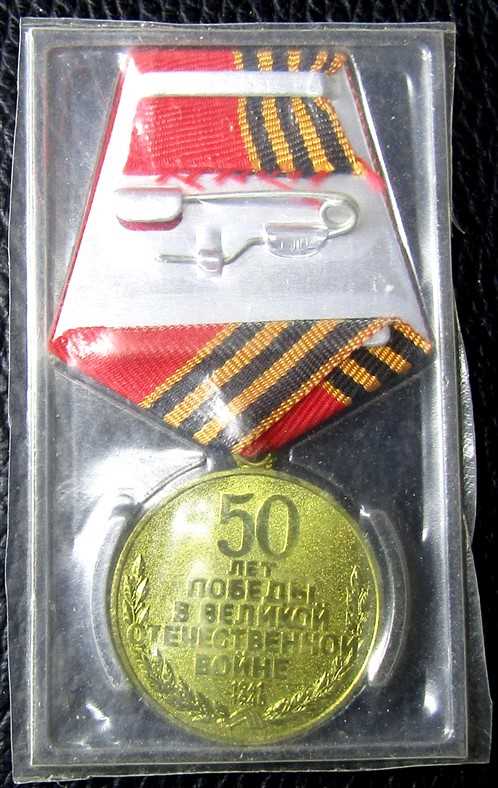 50
ЛЕТ
ПОБЕДЫ
В ВЕЛИКОЙ
ОТЕЧЕСТВЕННОЙ
ВОЙНЕ